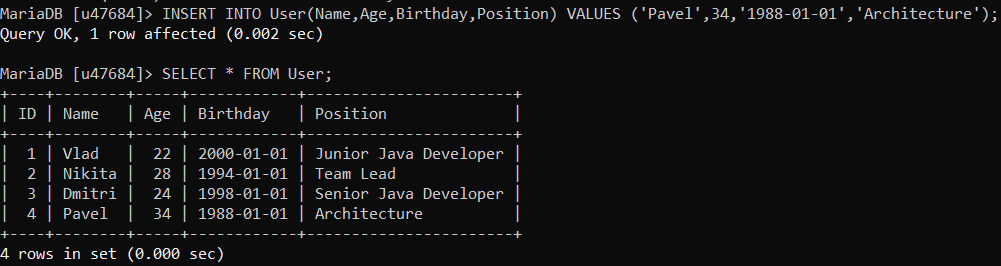 MariaDB [u47684]> INSERT INTO User(Name,Age,Birthday,Position) VALUES ('Pavel',34,'1988-01-01','Architecture');
Query OK, 1 row affected (0.002 sec)

MariaDB [u47684]> SELECT * FROM User;
+----+--------+-----+------------+-----------------------+
| ID | Name   | Age | Birthday   | Position              |
+----+--------+-----+------------+-----------------------+
|  1 | Vlad   |  22 | 2000-01-01 | Junior Java Developer |
|  2 | Nikita |  28 | 1994-01-01 | Team Lead             |
|  3 | Dmitri |  24 | 1998-01-01 | Senior Java Developer |
|  4 | Pavel  |  34 | 1988-01-01 | Architecture          |
+----+--------+-----+------------+-----------------------+
4 rows in set (0.000 sec)